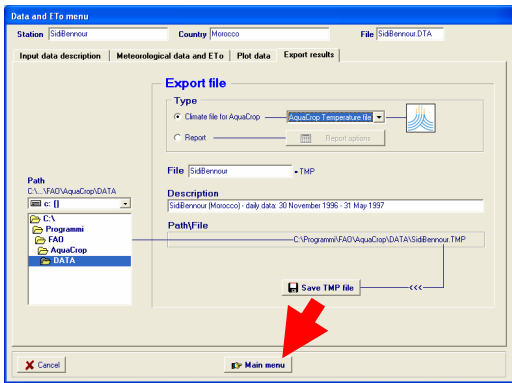 Data and ETo menu
Station SidiBennour Country Morocco File SidiBennour.DTA
Input data description Meteorological data and ETo Plot data Export results
Export file
Type
Climate file for AquaCrop AquaCrop Temperature file
Report Report options
File SidiBennour • TMP
Path
C:\...\FAO\AquaCrop\DATA
c: []
C:\
Programmi
FAO
AquaCrop
DATA
Description
SidiBennour (Morocco) - daily data: 30 November 1996 - 31 May 1997
Path\File
C:\Programmi\FAO\AquaCrop\DATA\SidiBennour.TMP
Save TMP file <<<
Cancel Main menu